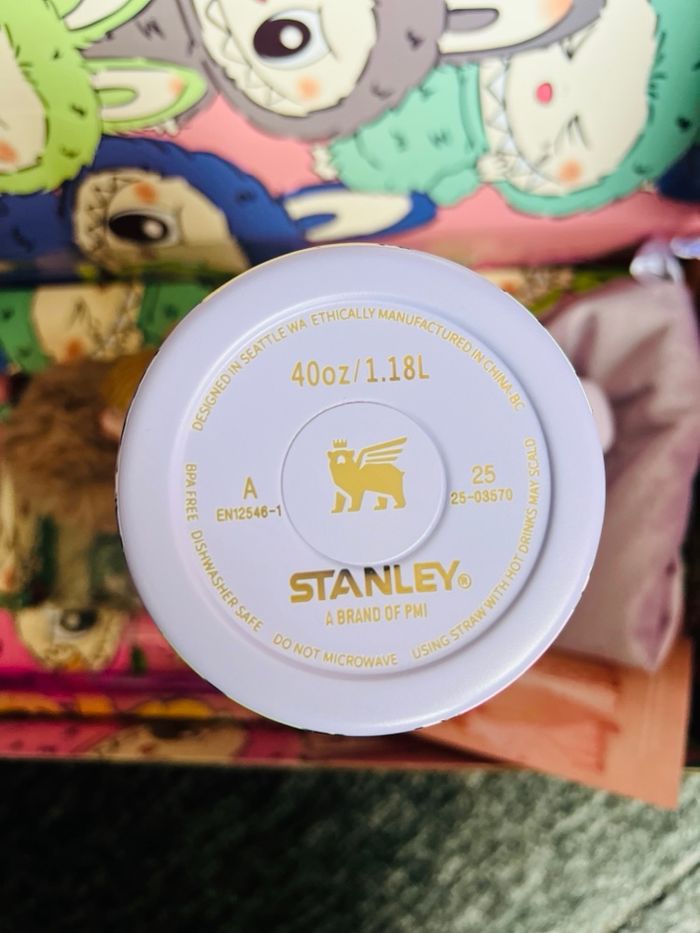 DESIGNED IN SEATTLE WA ETHICALLY MANUFACTURED IN CHINA-BC
40oz/1.18L
A
EN12546-1
25
25-03570
STANLEY®
A BRAND OF PMI
BPA FREE DISHWASHER SAFE DO NOT MICROWAVE USING STRAW WITH HOT DRINKS MAY SCALD